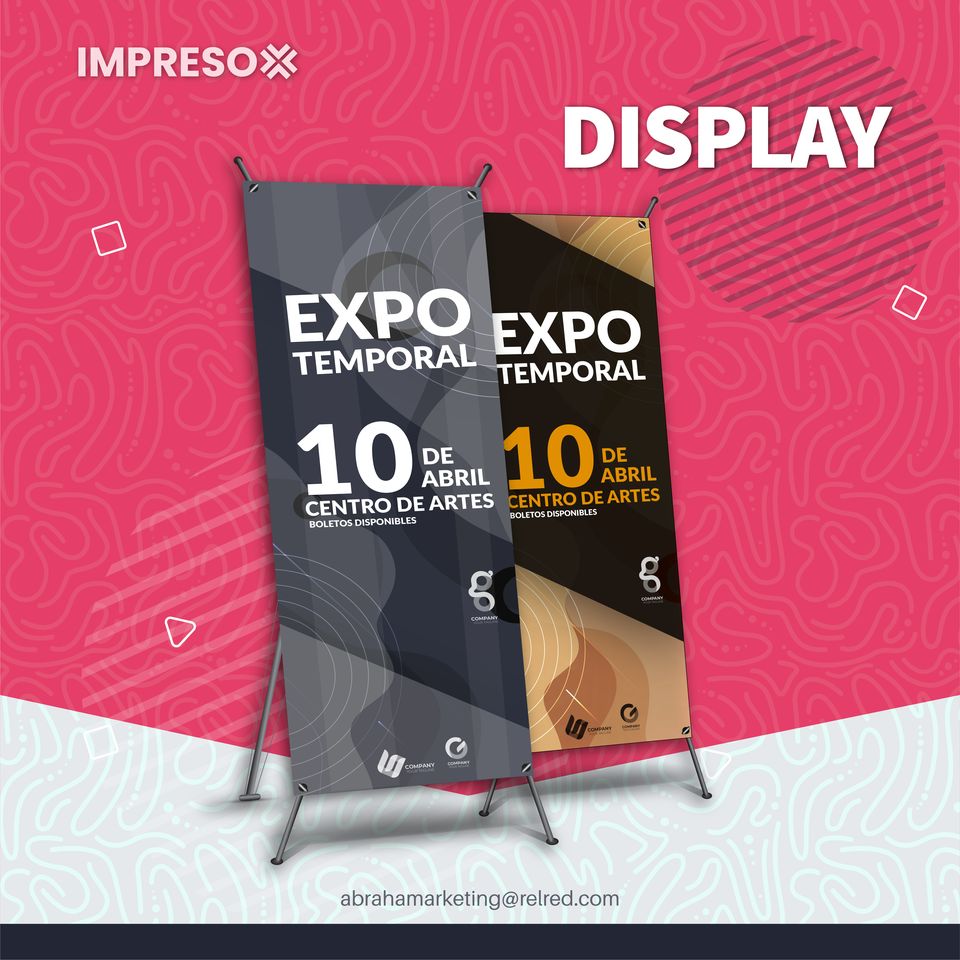 IMPRESO
DISPLAY
EXPO
TEMPORAL
10 DE
ABRIL
CENTRO DE ARTES
BOLETOS DISPONIBLES
COMPANY
COMPANY
COMPANY
EXPO
TEMPORAL
10 DE
ABRIL
CENTRO DE ARTES
BOLETOS DISPONIBLES
COMPANY
COMPANY
COMPANY
abrahamarketing@relred.com